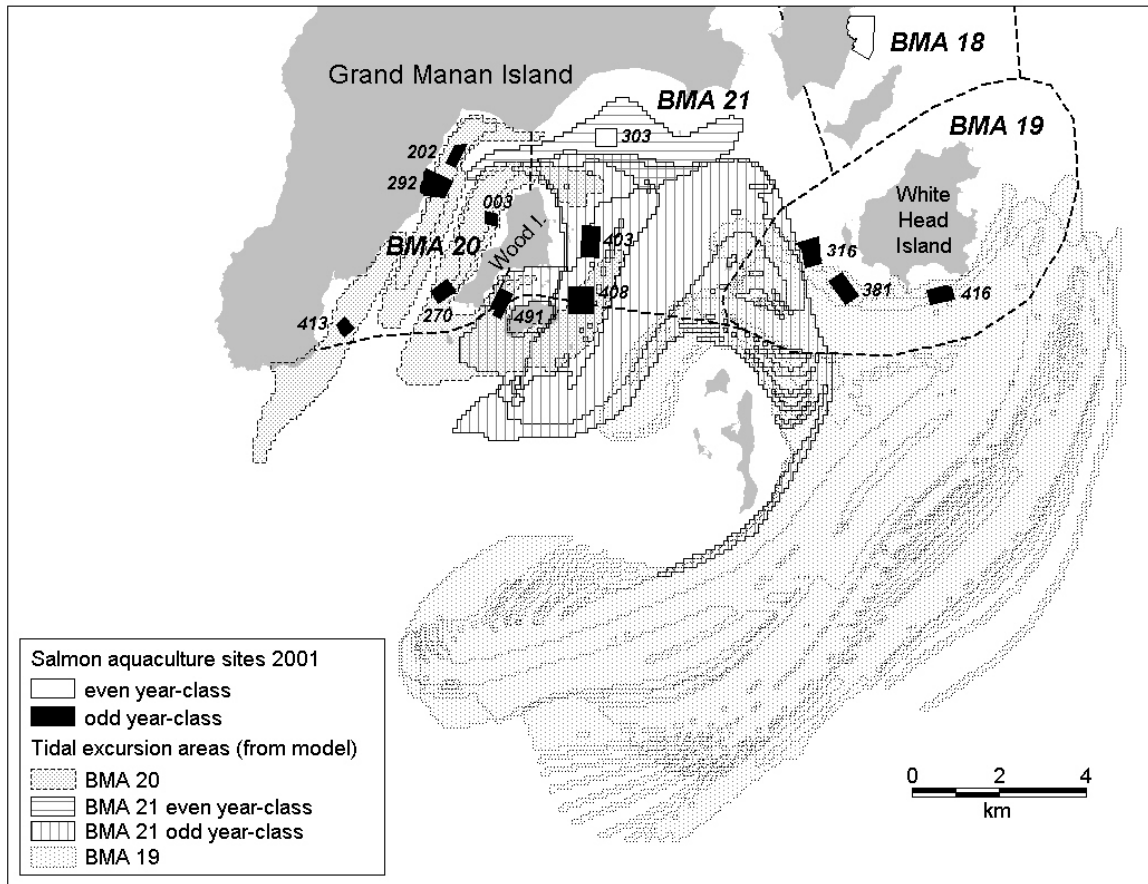 BMA 18
Grand Manan Island
BMA 21
BMA 19
303
202
292
003
White
Head
Island
Wood I.
BMA 20
403
316
381
416
408
270
491
413
Salmon aquaculture sites 2001
even year-class
odd year-class
Tidal excursion areas (from model)
BMA 20
BMA 21 even year-class
BMA 21 odd year-class
BMA 19
0 2 4
km